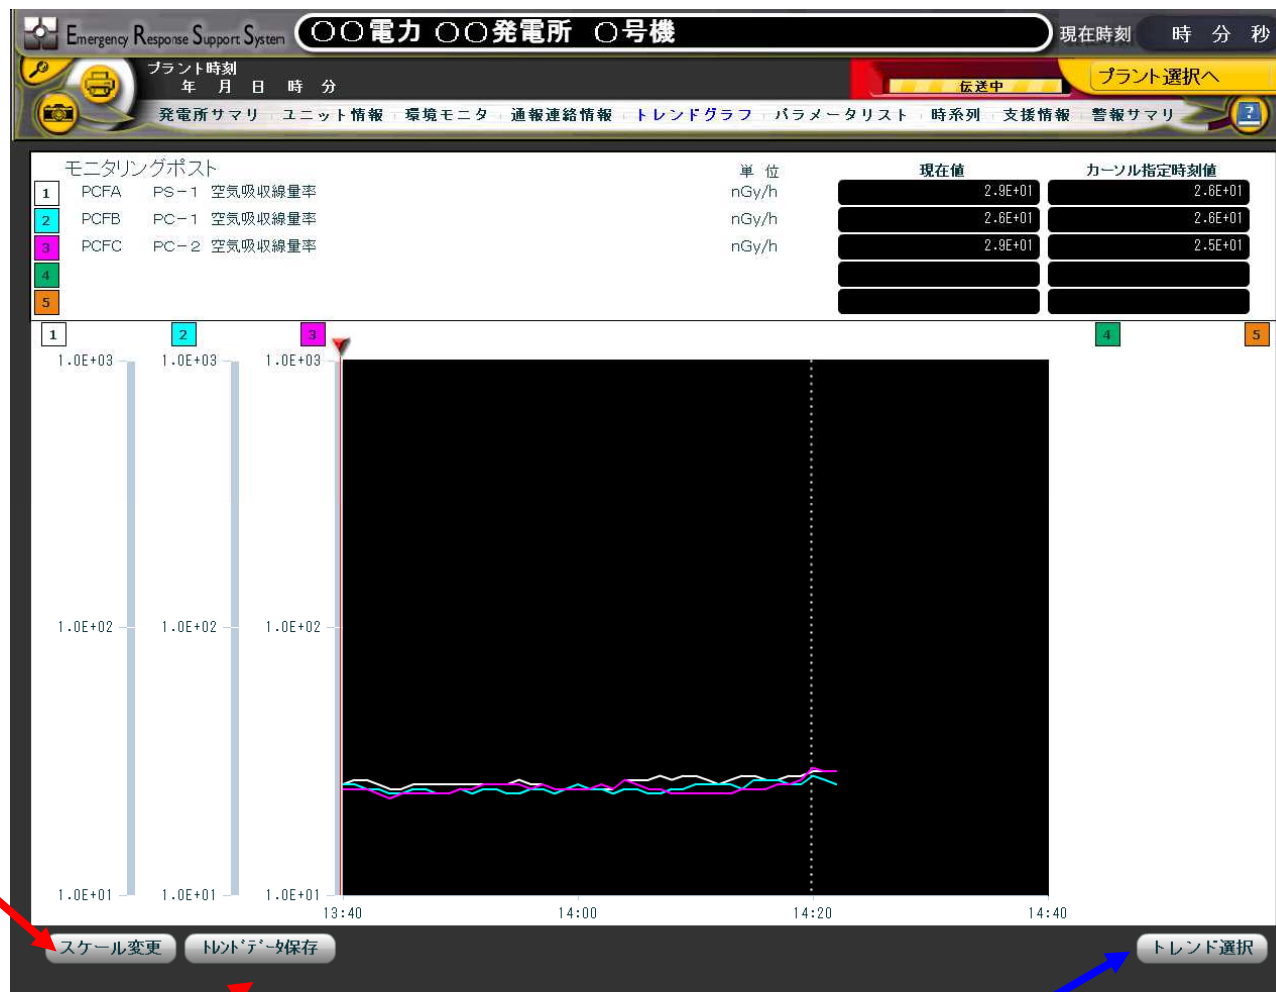 Emergency Response Support System
〇〇電力 〇〇発電所 〇号機
現在時刻 時 分 秒
プラント時刻
年 月 日 時 分
伝送中
プラント選択へ
発電所サマリ ユニット情報 環境モニタ 通報連絡情報 トレンドグラフ パラメータリスト 時系列 支援情報 警報サマリ
?
モニタリングポスト 単位 現在値 カーソル指定時刻値
1 PCFA PS－1 空気吸収線量率 nGy/h 2.9E+01 2.6E+01
2 PCFB PC－1 空気吸収線量率 nGy/h 2.6E+01 2.6E+01
3 PCFC PC－2 空気吸収線量率 nGy/h 2.9E+01 2.5E+01
4
5
1 2 3 4 5
1.0E+03 1.0E+03 1.0E+03
1.0E+02 1.0E+02 1.0E+02
1.0E+01 1.0E+01 1.0E+01
13:40 14:00 14:20 14:40
スケール変更 ﾄﾚﾝﾄﾞﾃﾞｰﾀ保存 トレンド選択